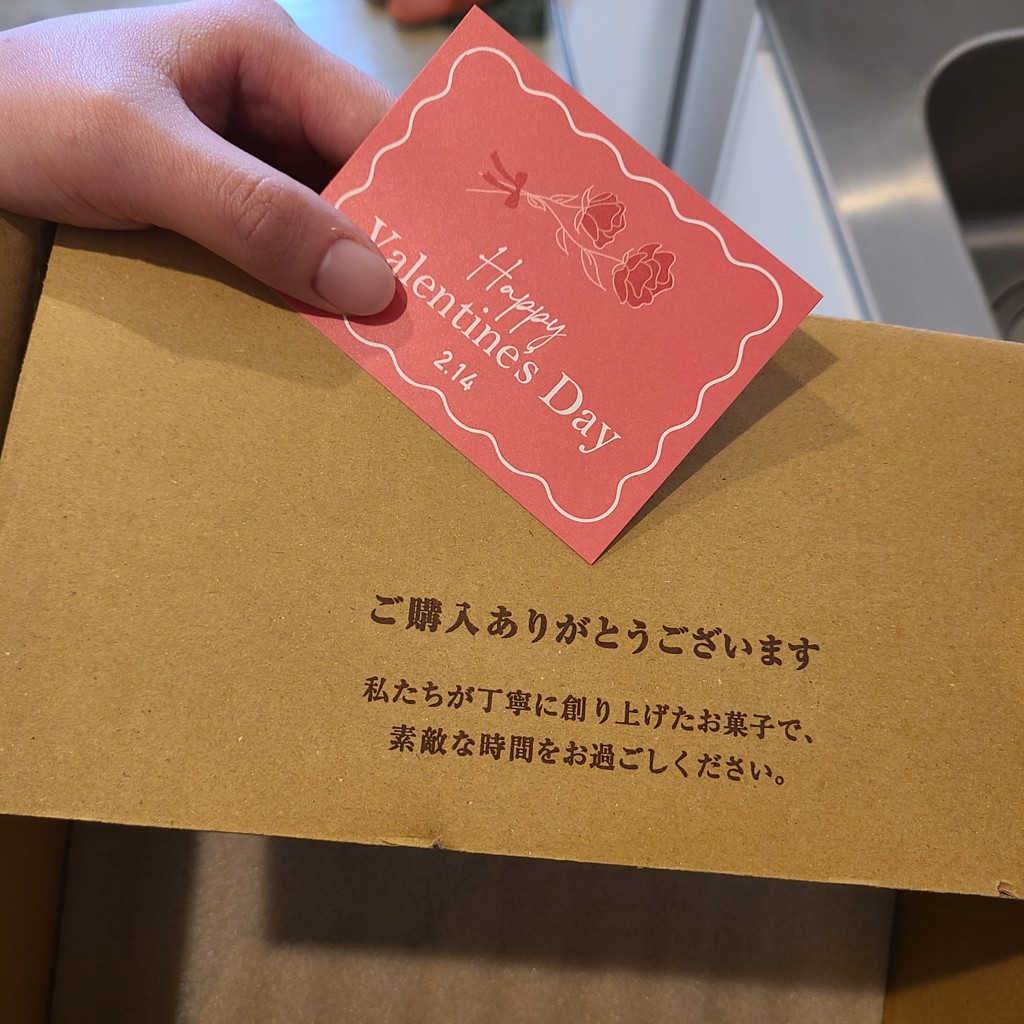 Happy
Valentine's Day
2.14
ご購入ありがとうございます
私たちが丁寧に創り上げたお菓子で、
素敵な時間をお過ごしください。